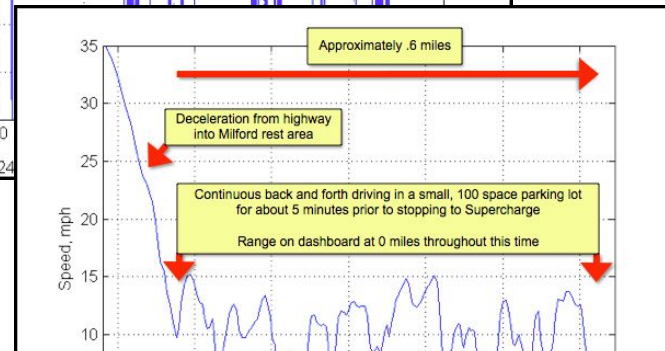 35
Approximately .6 miles
30
Deceleration from highway
into Milford rest area
0
24
25
Continuous back and forth driving in a small, 100 space parking lot
for about 5 minutes prior to stopping to Supercharge
Range on dashboard at 0 miles throughout this time
20
Speed, mph
15
10